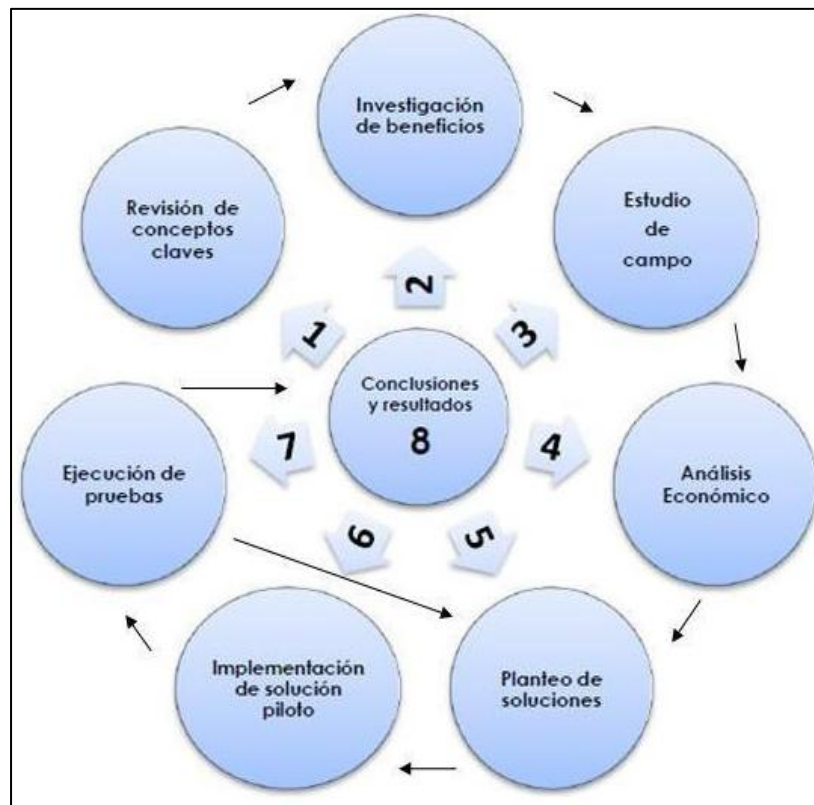 Investigación
de beneficios
Estudio
de
campo
Análisis
Económico
Planteo de
soluciones
Implementación
de solución
piloto
Ejecución de
pruebas
Revisión de
conceptos
claves
1
2
3
4
5
6
7
Conclusiones
y resultados
8